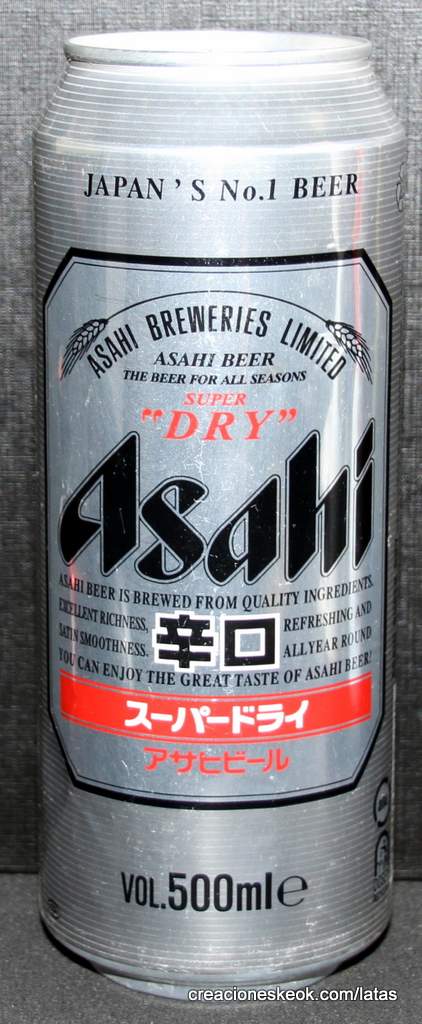 JAPAN'S No.1 BEER
ASAHI BREWERIES LIMITED
ASAHI BEER
THE BEER FOR ALL SEASONS
SUPER
"DRY"
Asahi
ASAHI BEER IS BREWED FROM QUALITY INGREDIENTS.
EXCELLENT RICHNESS, 辛口 REFRESHING AND
SATIN SMOOTHNESS. ALL YEAR ROUND
YOU CAN ENJOY THE GREAT TASTE OF ASAHI BEER!
スーパードライ
アサヒビール
VOL.500ml℮
creacioneskeok.com/latas